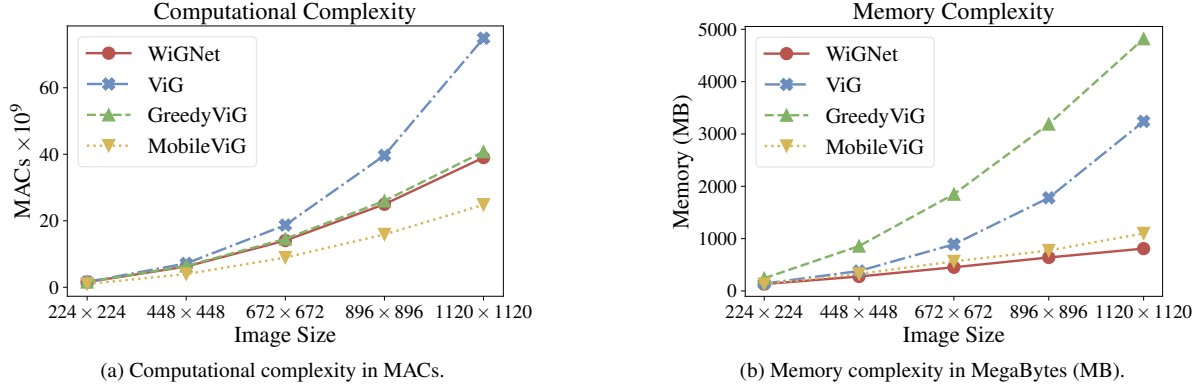 Computational Complexity
MACs ×10⁹
60
40
20
0
WiGNet
ViG
GreedyViG
MobileViG
224 × 224
448 × 448
672 × 672
896 × 896
1120 × 1120
Image Size
(a) Computational complexity in MACs.
Memory Complexity
Memory (MB)
5000
4000
3000
2000
1000
0
WiGNet
ViG
GreedyViG
MobileViG
224 × 224
448 × 448
672 × 672
896 × 896
1120 × 1120
Image Size
(b) Memory complexity in MegaBytes (MB).